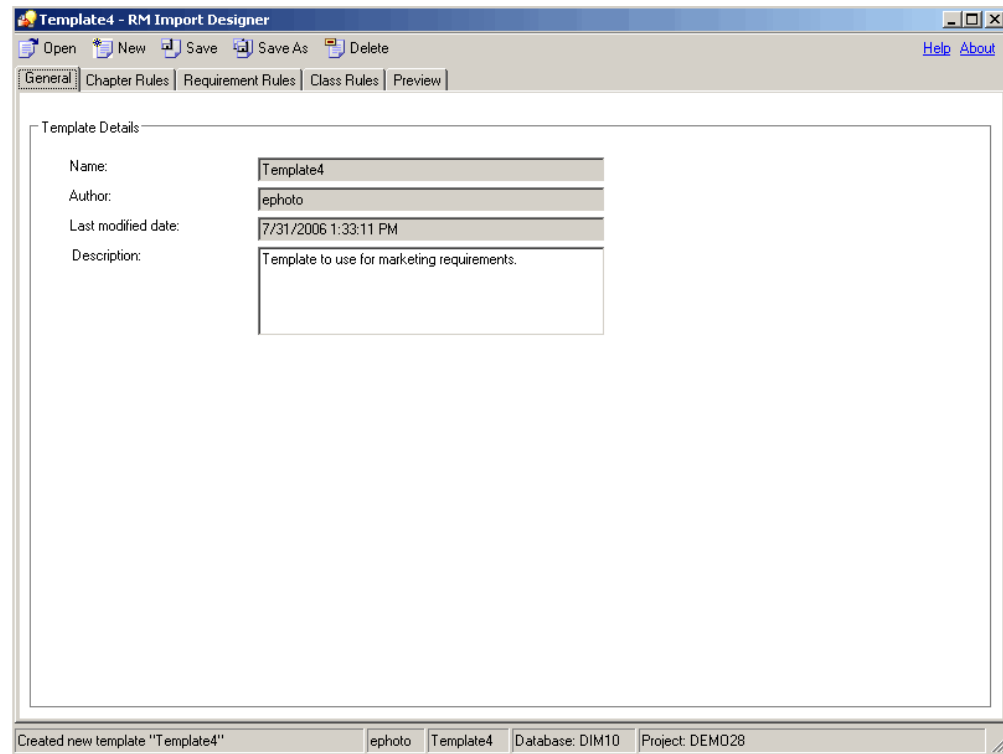 Template4 - RM Import Designer
Open New Save Save As Delete Help About
General Chapter Rules Requirement Rules Class Rules Preview
Template Details
Name: Template4
Author: ephoto
Last modified date: 7/31/2006 1:33:11 PM
Description: Template to use for marketing requirements.
Created new template "Template4" ephoto Template4 Database: DIM10 Project: DEMO28